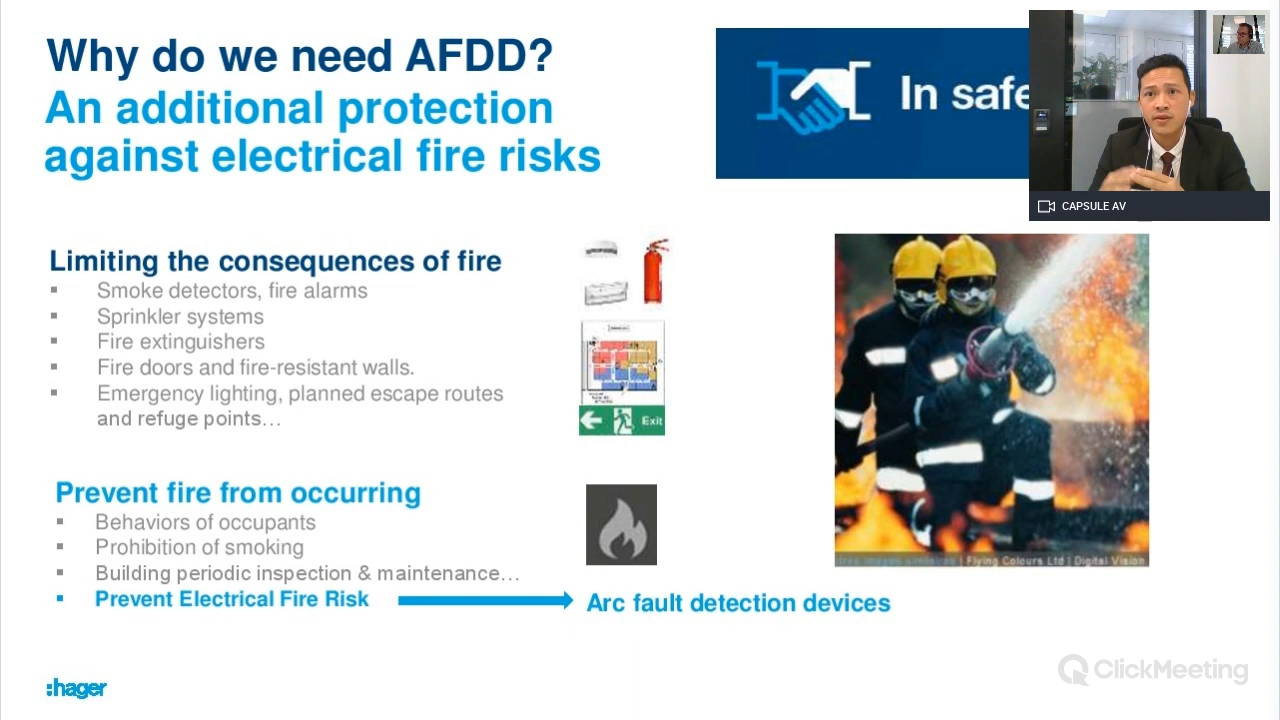 Why do we need AFDD?
An additional protection
against electrical fire risks
In safe
CAPSULE AV
Limiting the consequences of fire
▪ Smoke detectors, fire alarms
▪ Sprinkler systems
▪ Fire extinguishers
▪ Fire doors and fire-resistant walls.
▪ Emergency lighting, planned escape routes
and refuge points…
Exit
Prevent fire from occurring
▪ Behaviors of occupants
▪ Prohibition of smoking
▪ Building periodic inspection & maintenance…
▪ Prevent Electrical Fire Risk
Arc fault detection devices
| Flying Colours Ltd | Digital Vision
:hager
ClickMeeting